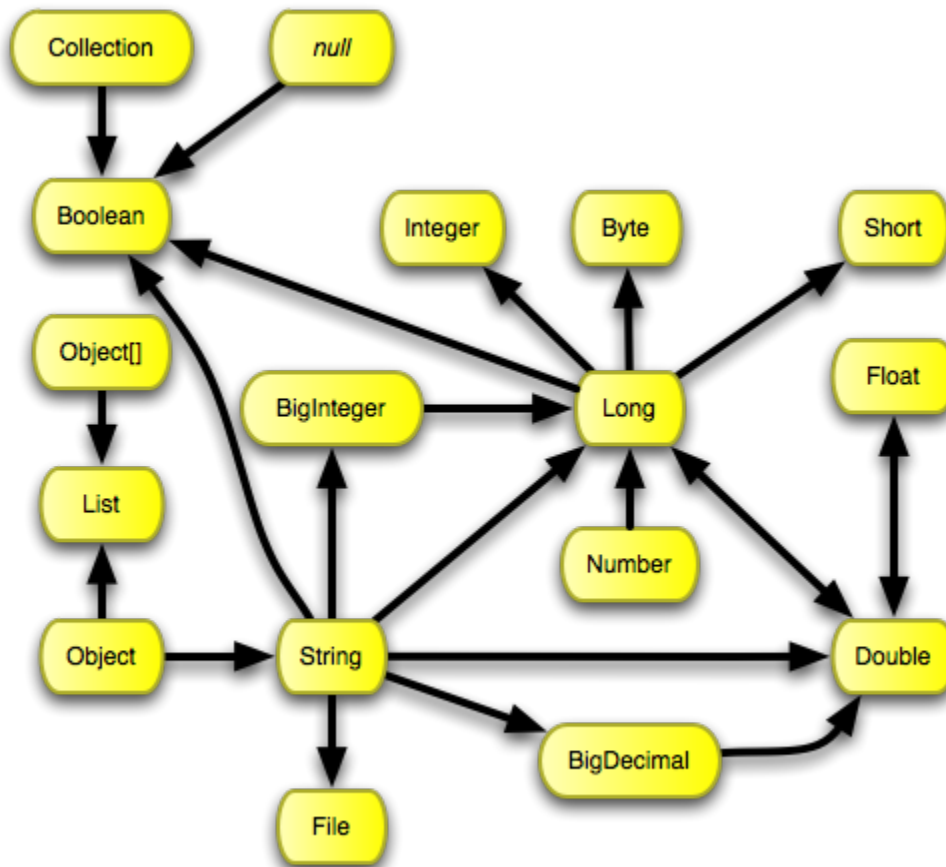 Collection
null
Boolean
Integer
Byte
Short
Object[]
BigInteger
Long
Float
List
Number
Object
String
Double
BigDecimal
File